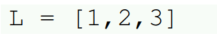 L = [1,2,3]